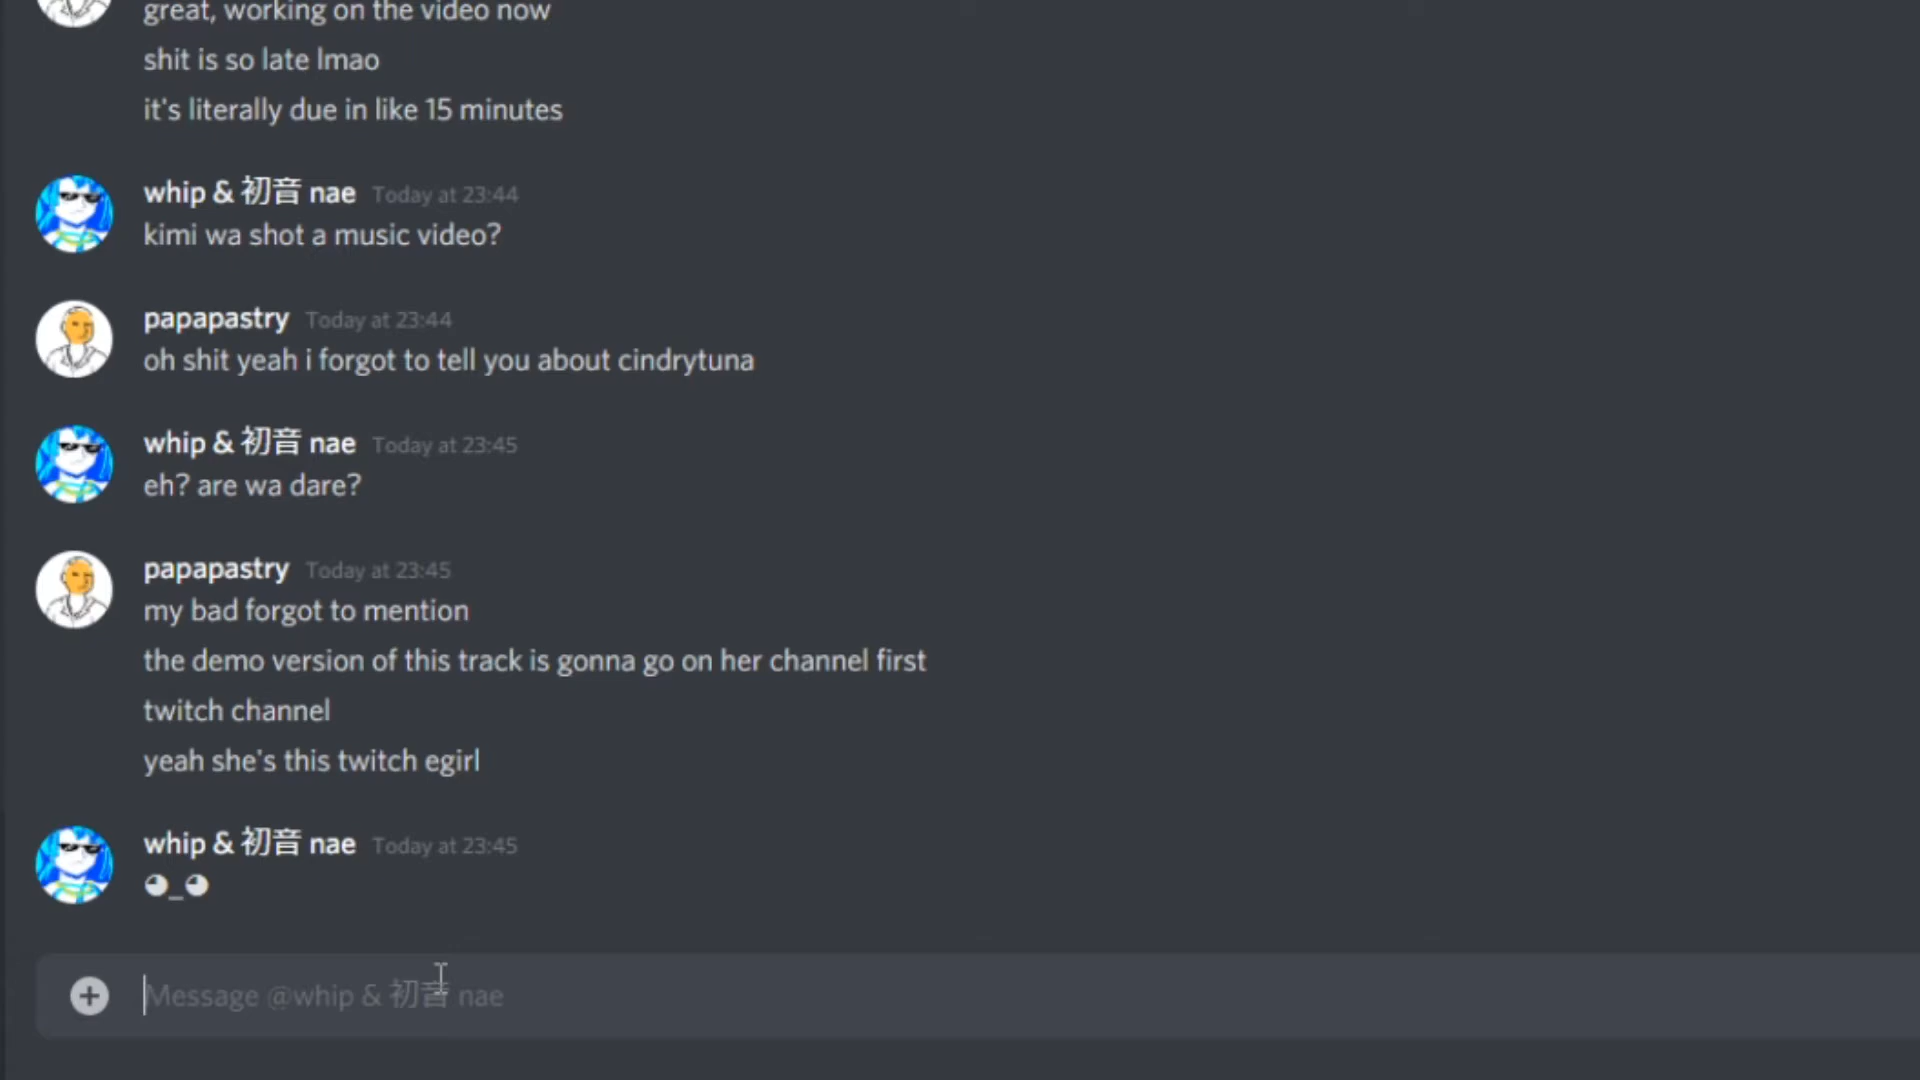 great, working on the video now
shit is so late lmao
it's literally due in like 15 minutes
whip & 初音 nae Today at 23:44
kimi wa shot a music video?
papapastry Today at 23:44
oh shit yeah i forgot to tell you about cindrytuna
whip & 初音 nae Today at 23:45
eh? are wa dare?
papapastry Today at 23:45
my bad forgot to mention
the demo version of this track is gonna go on her channel first
twitch channel
yeah she's this twitch egirl
whip & 初音 nae Today at 23:45
◕_◕
Message @whip & 初音 nae